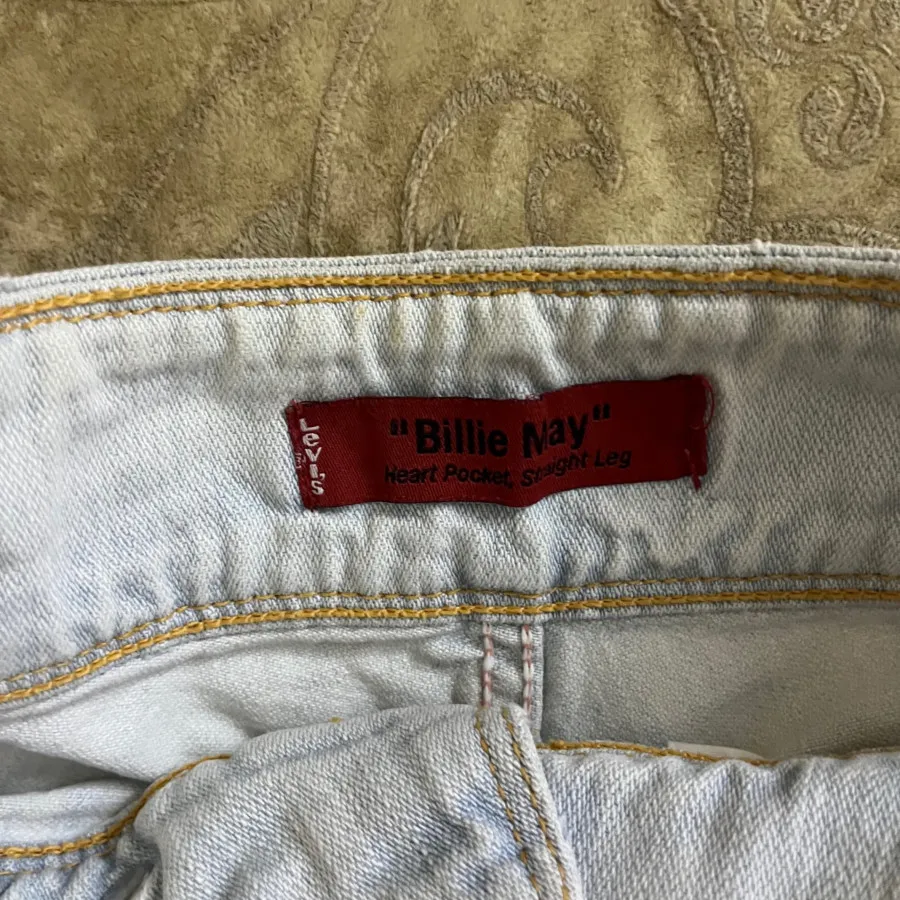 Levi's
"Billie May"
Heart Pocket, Straight Leg